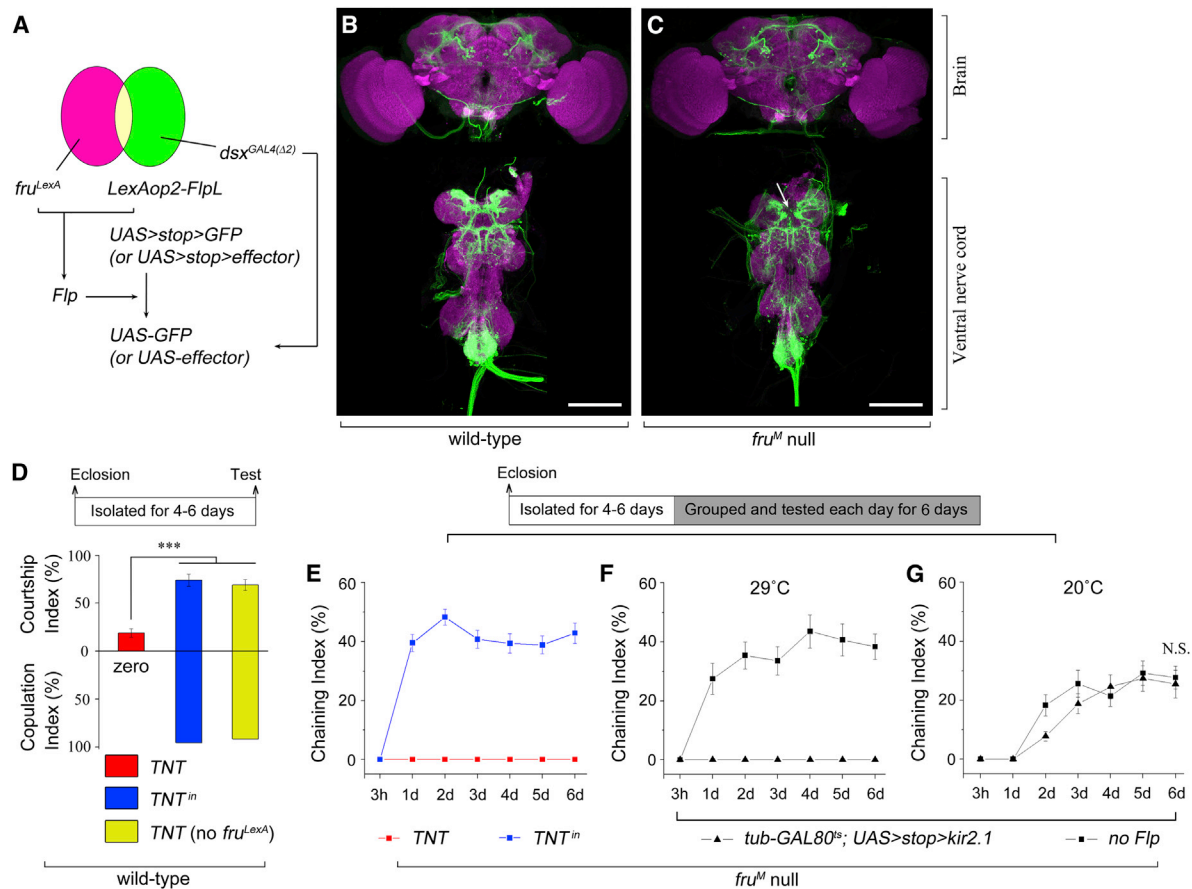 A
fru^LexA
dsx^GAL4(Δ2)
LexAop2-FlpL
UAS>stop>GFP
(or UAS>stop>effector)
Flp
UAS-GFP
(or UAS-effector)
B
C
Brain
Ventral nerve cord
wild-type
fru^M null
D
Eclosion
Test
Isolated for 4-6 days
***
Courtship
Index (%)
Copulation
Index (%)
100
50
0
50
100
zero
TNT
TNT^in
TNT (no fru^LexA)
wild-type
Eclosion
Isolated for 4-6 days
Grouped and tested each day for 6 days
E
Chaining Index (%)
60
40
20
0
3h 1d 2d 3d 4d 5d 6d
TNT
TNT^in
F
29˚C
Chaining Index (%)
60
40
20
0
3h 1d 2d 3d 4d 5d 6d
G
20˚C
N.S.
Chaining Index (%)
60
40
20
0
3h 1d 2d 3d 4d 5d 6d
tub-GAL80^ts; UAS>stop>kir2.1
no Flp
fru^M null